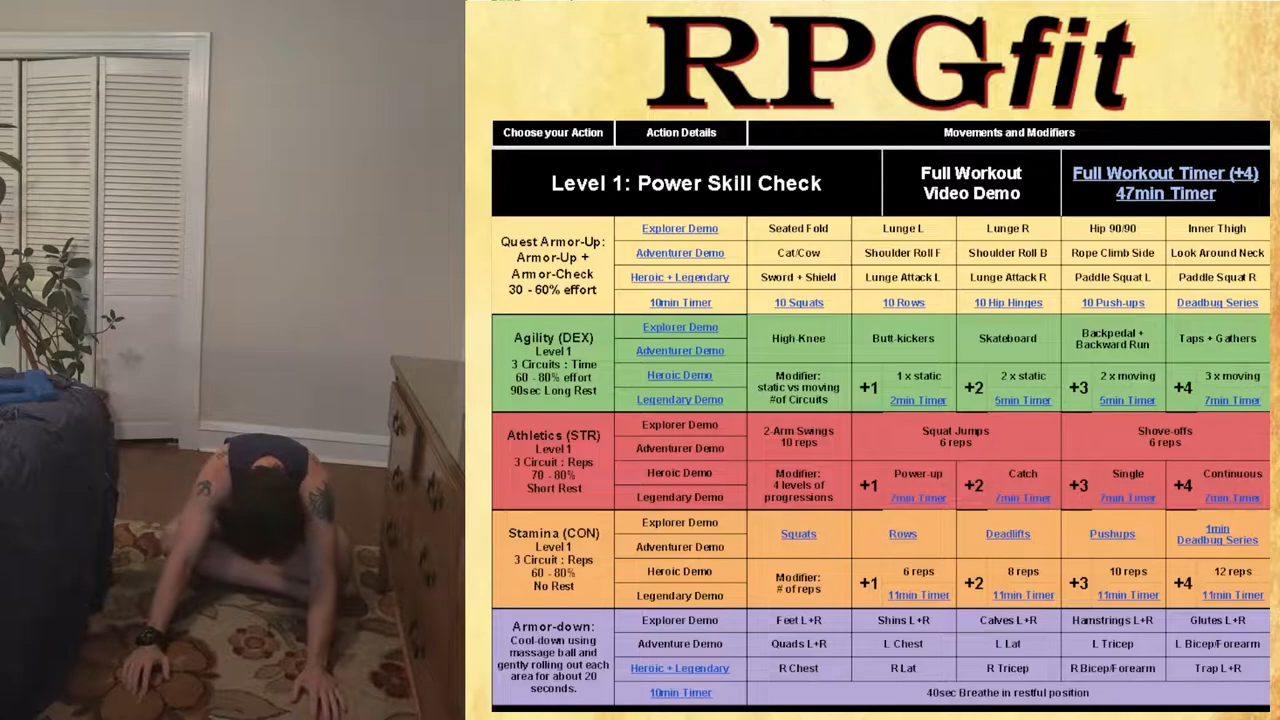 RPGfit
Choose your Action
Action Details
Movements and Modifiers
Level 1: Power Skill Check
Full Workout
Video Demo
Full Workout Timer (+4)
47min Timer
Quest Armor-Up:
Armor-Up +
Armor-Check
30 - 60% effort
Explorer Demo
Seated Fold
Lunge L
Lunge R
Hip 90/90
Inner Thigh
Adventurer Demo
Cat/Cow
Shoulder Roll F
Shoulder Roll B
Rope Climb Side
Look Around Neck
Heroic + Legendary
Sword + Shield
Lunge Attack L
Lunge Attack R
Paddle Squat L
Paddle Squat R
10min Timer
10 Squats
10 Rows
10 Hip Hinges
10 Push-ups
Deadbug Series
Agility (DEX)
Level 1
3 Circuits : Time
60 - 80% effort
90sec Long Rest
Explorer Demo
Adventurer Demo
High-Knee
Butt-kickers
Skateboard
Backpedal +
Backward Run
Taps + Gathers
Heroic Demo
Legendary Demo
Modifier:
static vs moving
#of Circuits
+1
1 x static
2min Timer
+2
2 x static
5min Timer
+3
2 x moving
5min Timer
+4
3 x moving
7min Timer
Athletics (STR)
Level 1
3 Circuit : Reps
70 - 80%
Short Rest
Explorer Demo
Adventurer Demo
2-Arm Swings
10 reps
Squat Jumps
6 reps
Shove-offs
6 reps
Heroic Demo
Legendary Demo
Modifier:
4 levels of
progressions
+1
Power-up
7min Timer
+2
Catch
7min Timer
+3
Single
7min Timer
+4
Continuous
7min Timer
Stamina (CON)
Level 1
3 Circuit : Reps
60 - 80%
No Rest
Explorer Demo
Adventurer Demo
Squats
Rows
Deadlifts
Pushups
1min
Deadbug Series
Heroic Demo
Legendary Demo
Modifier:
# of reps
+1
6 reps
11min Timer
+2
8 reps
11min Timer
+3
10 reps
11min Timer
+4
12 reps
11min Timer
Armor-down:
Cool-down using
massage ball and
gently rolling out each
area for about 20
seconds.
Explorer Demo
Feet L+R
Shins L+R
Calves L+R
Hamstrings L+R
Glutes L+R
Adventure Demo
Quads L+R
L Chest
L Lat
L Tricep
L Bicep/Forearm
Heroic + Legendary
R Chest
R Lat
R Tricep
R Bicep/Forearm
Trap L+R
10min Timer
40sec Breathe in restful position